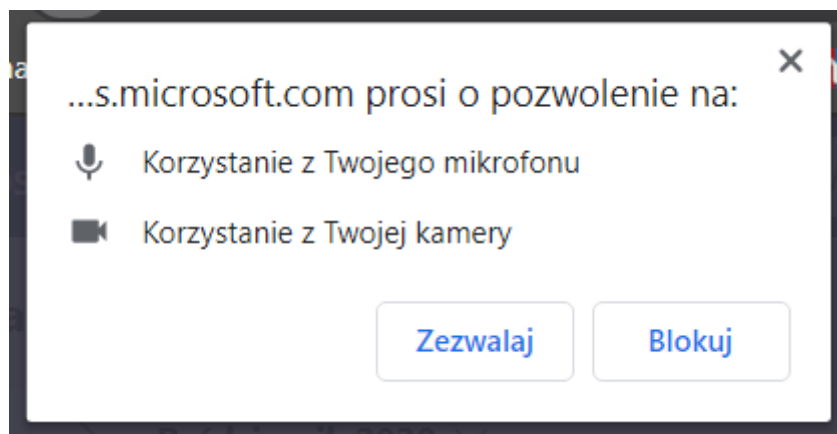 ...s.microsoft.com prosi o pozwolenie na:
Korzystanie z Twojego mikrofonu
Korzystanie z Twojej kamery
Zezwalaj
Blokuj